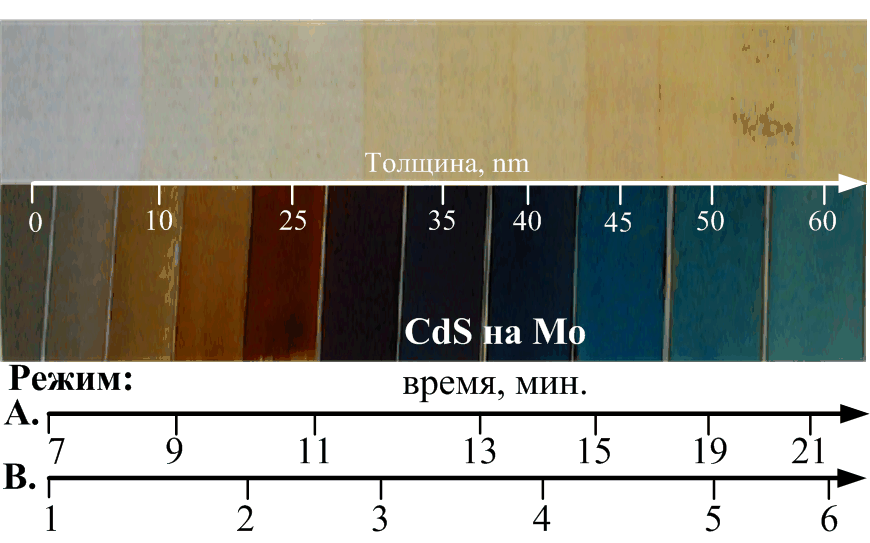 Толщина, nm
0 10 25 35 40 45 50 60
CdS на Mo
Режим: время, мин.
А. 7 9 11 13 15 19 21
В. 1 2 3 4 5 6